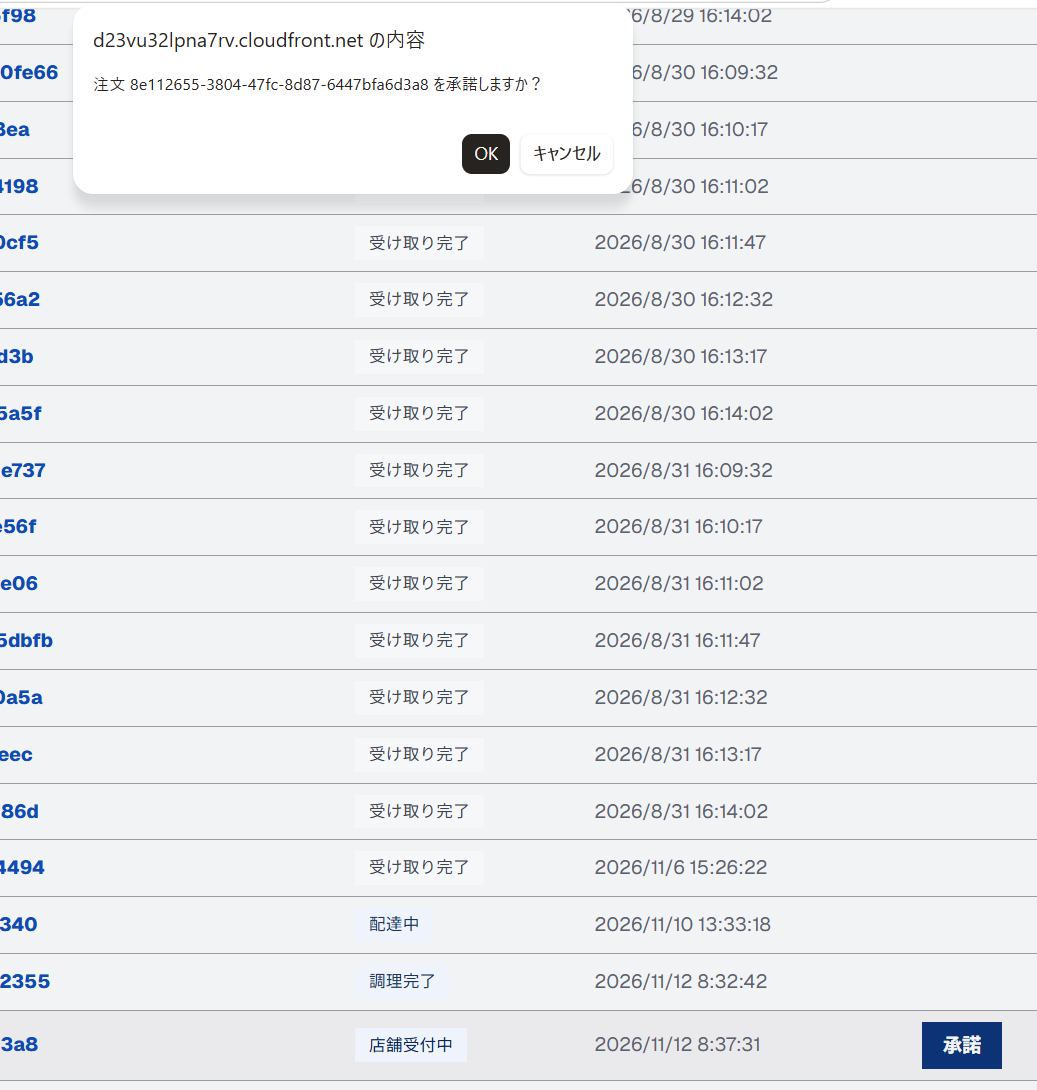 f98 6/8/29 16:14:02
d23vu32lpna7rv.cloudfront.net の内容
注文 8e112655-3804-47fc-8d87-6447bfa6d3a8 を承諾しますか？
OK キャンセル
0fe66 6/8/30 16:09:32
3ea 6/8/30 16:10:17
4198 6/8/30 16:11:02
0cf5 受け取り完了 2026/8/30 16:11:47
56a2 受け取り完了 2026/8/30 16:12:32
d3b 受け取り完了 2026/8/30 16:13:17
5a5f 受け取り完了 2026/8/30 16:14:02
e737 受け取り完了 2026/8/31 16:09:32
e56f 受け取り完了 2026/8/31 16:10:17
e06 受け取り完了 2026/8/31 16:11:02
5dbfb 受け取り完了 2026/8/31 16:11:47
0a5a 受け取り完了 2026/8/31 16:12:32
eec 受け取り完了 2026/8/31 16:13:17
86d 受け取り完了 2026/8/31 16:14:02
4494 受け取り完了 2026/11/6 15:26:22
340 配達中 2026/11/10 13:33:18
2355 調理完了 2026/11/12 8:32:42
3a8 店舗受付中 2026/11/12 8:37:31 承諾